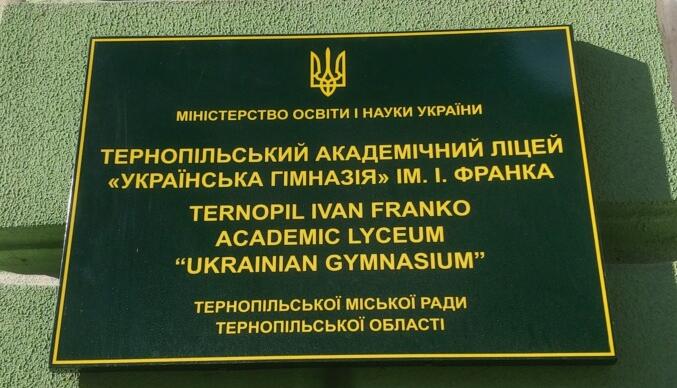 МІНІСТЕРСТВО ОСВІТИ І НАУКИ УКРАЇНИ
ТЕРНОПІЛЬСЬКИЙ АКАДЕМІЧНИЙ ЛІЦЕЙ
«УКРАЇНСЬКА ГІМНАЗІЯ» ІМ. І. ФРАНКА
TERNOPIL IVAN FRANKO
ACADEMIC LYCEUM
“UKRAINIAN GYMNASIUM”
ТЕРНОПІЛЬСЬКОЇ МІСЬКОЇ РАДИ
ТЕРНОПІЛЬСЬКОЇ ОБЛАСТІ